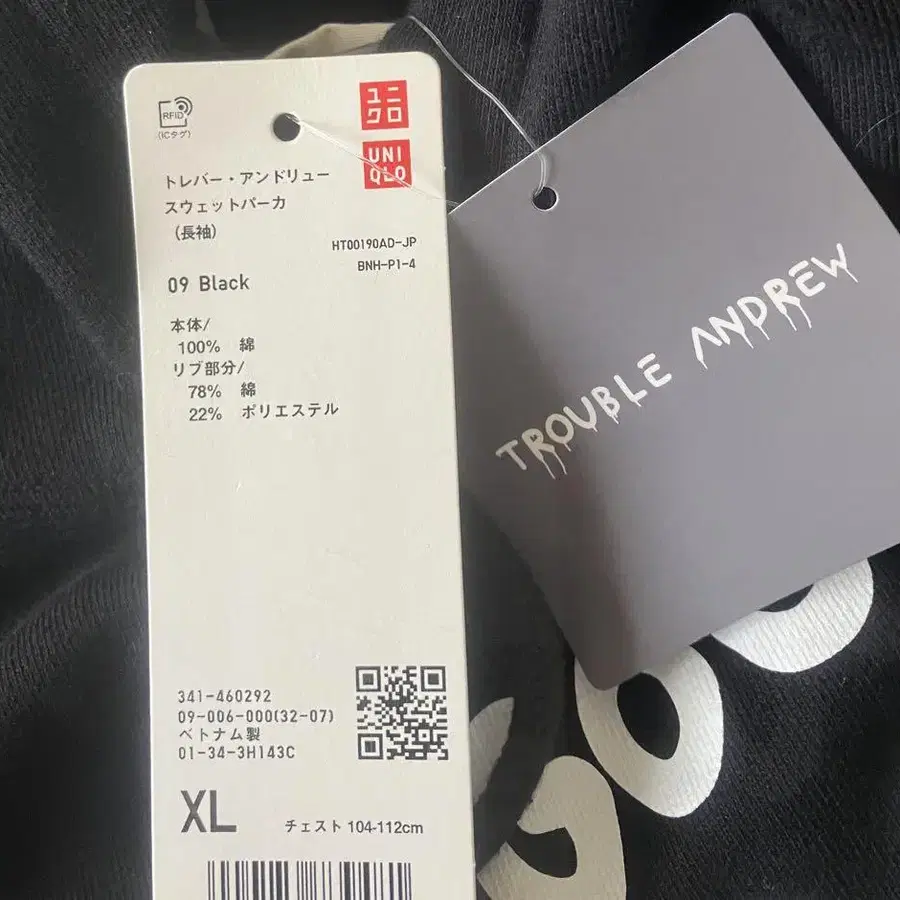 RFID
(ICタグ)
ユニ
クロ
UNI
QLO
トレバー・アンドリュー
スウェットパーカ
(長袖)
HT00190AD-JP
BNH-P1-4
09 Black
本体/
100% 綿
リブ部分/
78% 綿
22% ポリエステル
341-460292
09-006-000(32-07)
ベトナム製
01-34-3H143C
XL
チェスト 104-112cm
TROUBLE ANDREW